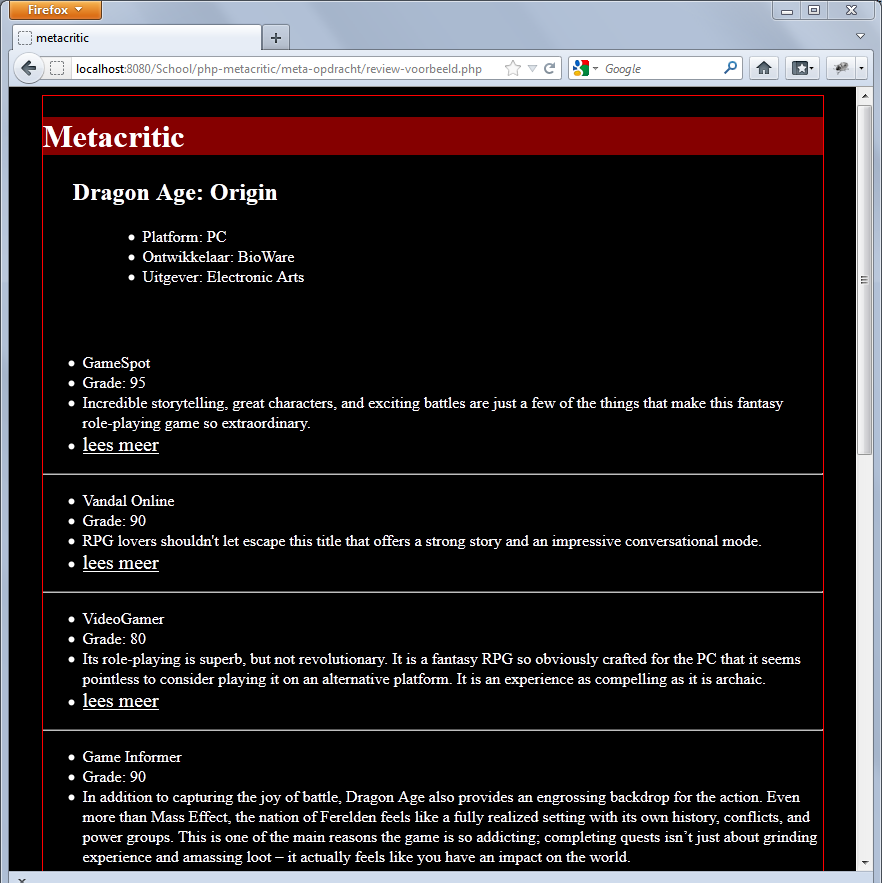 Firefox
metacritic
localhost:8080/School/php-metacritic/meta-opdracht/review-voorbeeld.php
Google
Metacritic
Dragon Age: Origin
Platform: PC
Ontwikkelaar: BioWare
Uitgever: Electronic Arts
GameSpot
Grade: 95
Incredible storytelling, great characters, and exciting battles are just a few of the things that make this fantasy
role-playing game so extraordinary.
lees meer
Vandal Online
Grade: 90
RPG lovers shouldn't let escape this title that offers a strong story and an impressive conversational mode.
lees meer
VideoGamer
Grade: 80
Its role-playing is superb, but not revolutionary. It is a fantasy RPG so obviously crafted for the PC that it seems
pointless to consider playing it on an alternative platform. It is an experience as compelling as it is archaic.
lees meer
Game Informer
Grade: 90
In addition to capturing the joy of battle, Dragon Age also provides an engrossing backdrop for the action. Even
more than Mass Effect, the nation of Ferelden feels like a fully realized setting with its own history, conflicts, and
power groups. This is one of the main reasons the game is so addicting; completing quests isn’t just about grinding
experience and amassing loot – it actually feels like you have an impact on the world.